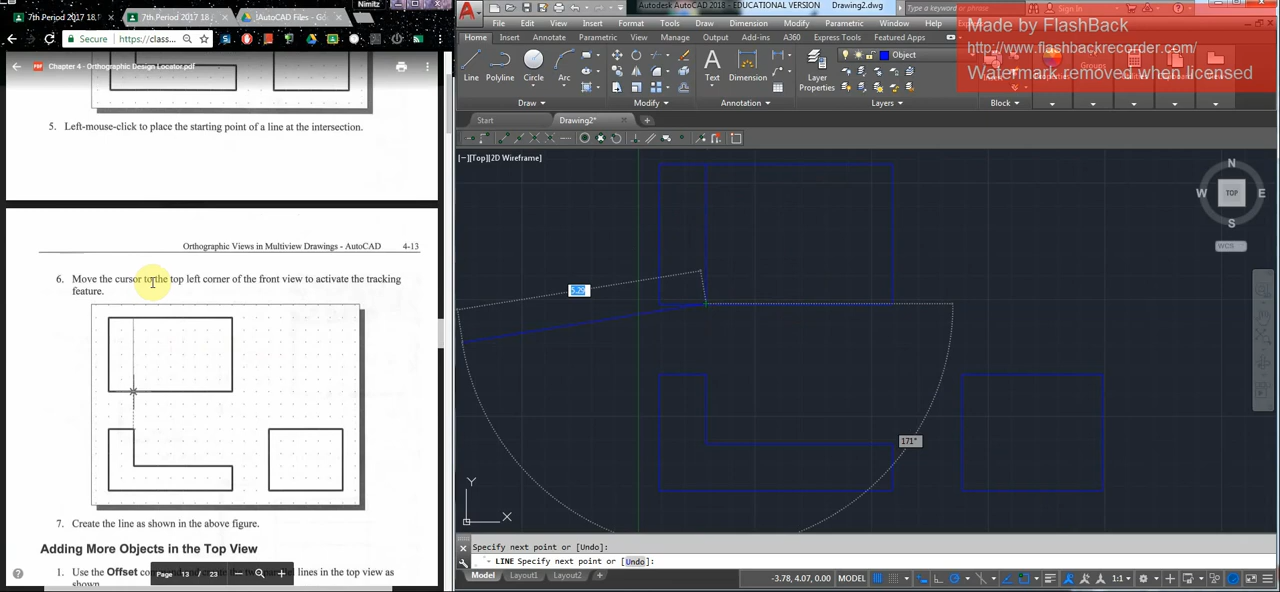 Nimitz
7th Period 2017 18
7th Period 2017 18
!AutoCAD Files - Go
Secure
https://class
Chapter 4 - Orthographic Design Locator.pdf
5. Left-mouse-click to place the starting point of a line at the intersection.
Orthographic Views in Multiview Drawings - AutoCAD 4-13
6. Move the cursor to the top left corner of the front view to activate the tracking
feature.
7. Create the line as shown in the above figure.
Adding More Objects in the Top View
1. Use the Offset
lines in the top view as
shown
Page 13 / 23
Autodesk AutoCAD 2018 - EDUCATIONAL VERSION Drawing2.dwg
Type a keyword or phrase
Sign In
View Insert Format Tools Draw Dimension Modify Parametric Window Help
Home Insert Annotate Parametric View Manage Output Add-ins A360 Express Tools Featured Apps
Made by FlashBack
http://www.flashbackrecorder.com/
Watermark removed when licensed
Object
Line Polyline Circle Arc
Text Dimension
Layer
Properties
Groups
Draw Modify Annotation Layers Block
Start Drawing2*
[−][Top][2D Wireframe]
N
W TOP E
S
WCS
171°
Y
X
Specify next point or [Undo]:
LINE Specify next point or [Undo]:
Model Layout1 Layout2 +
-3.78, 4.07, 0.00 MODEL
1:1